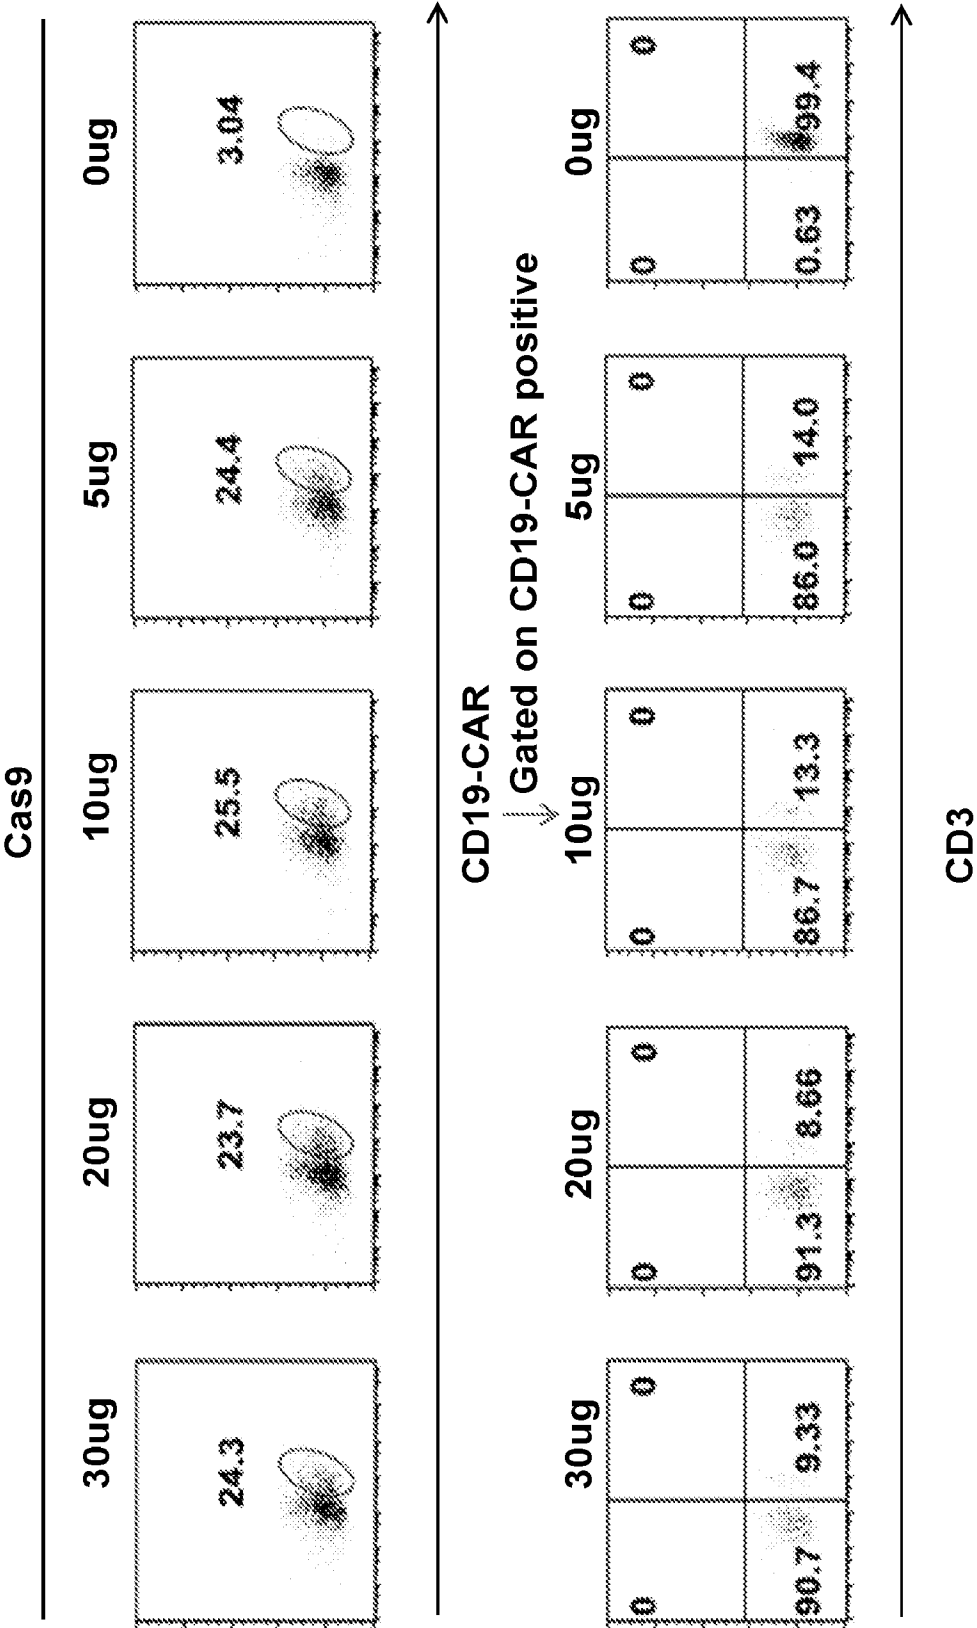 Cas9
30ug 20ug 10ug 5ug 0ug
24.3 23.7 25.5 24.4 3.04
CD19-CAR
Gated on CD19-CAR positive
30ug 20ug 10ug 5ug 0ug
0 0 0 0 0 0 0 0 0 0
90.7 9.33 91.3 8.66 86.7 13.3 86.0 14.0 0.63 99.4
CD3